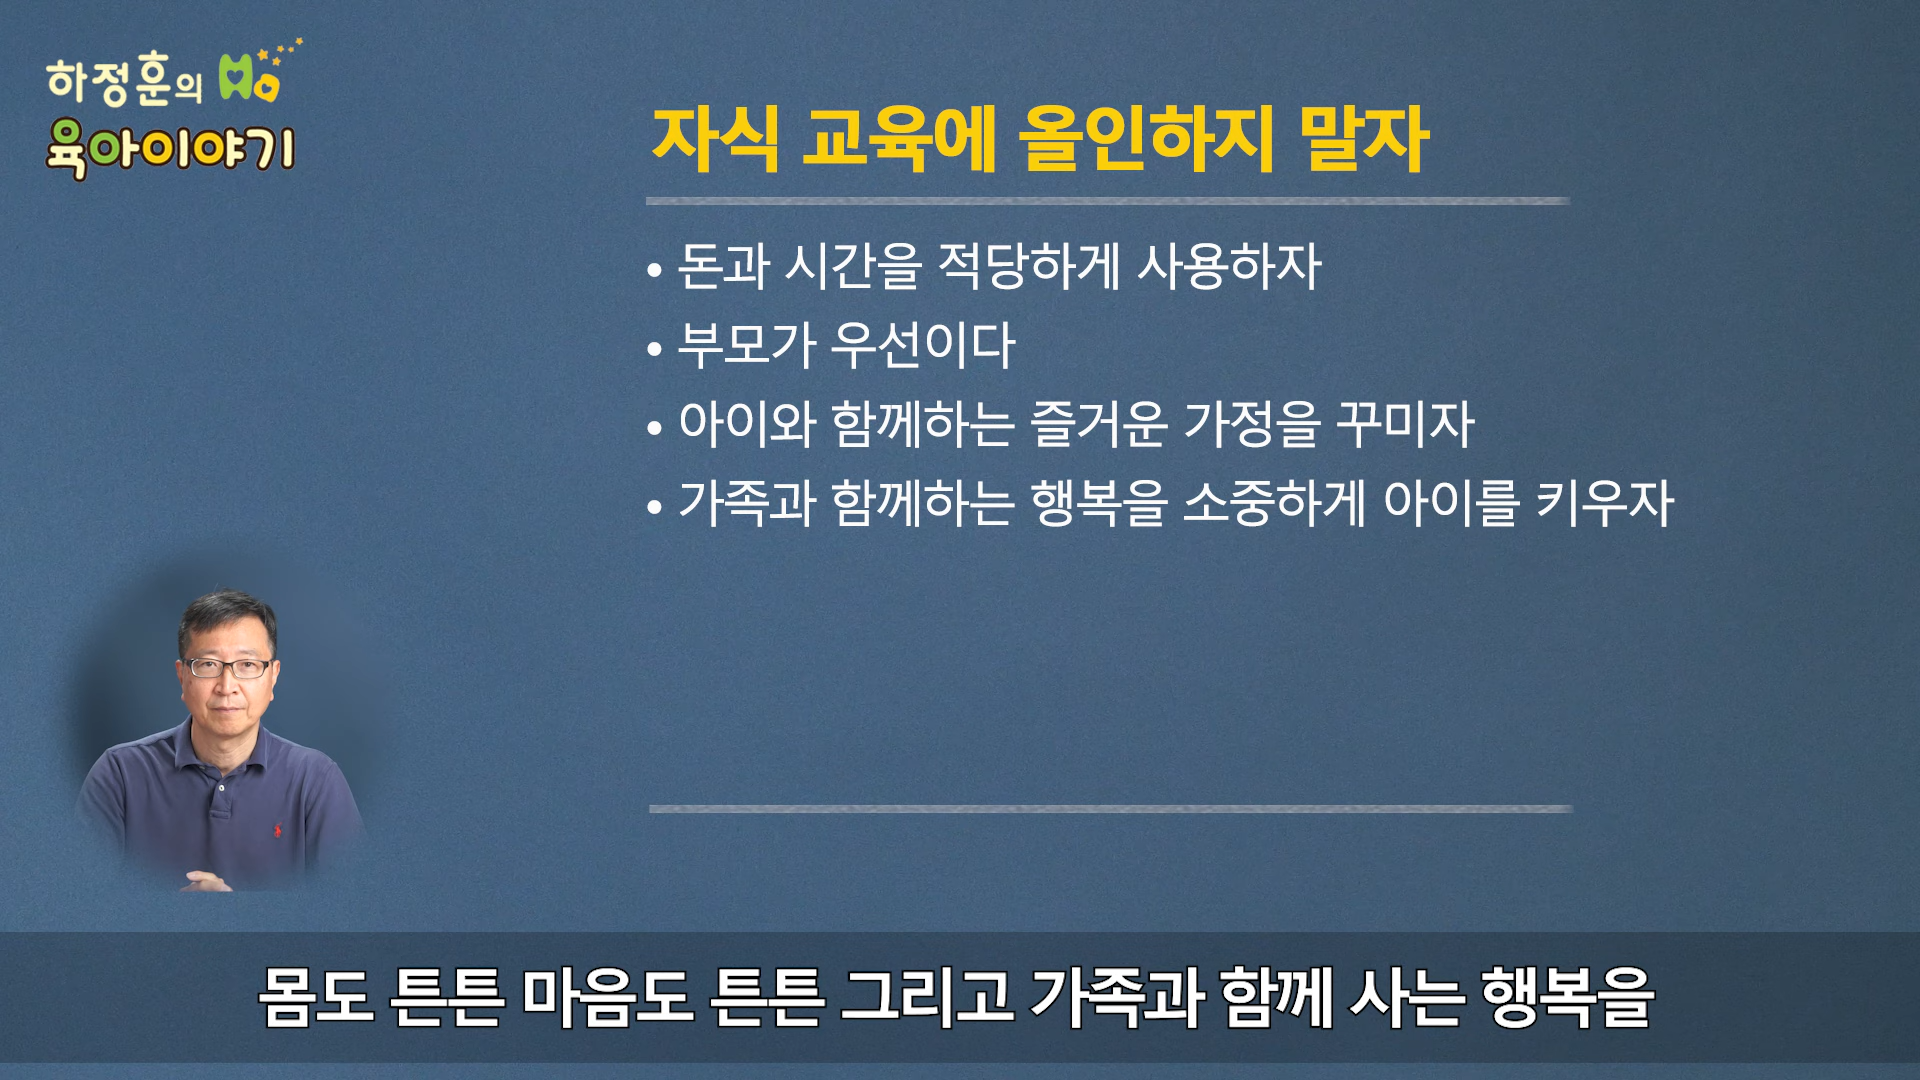 하정훈의
육아이야기
자식 교육에 올인하지 말자
• 돈과 시간을 적당하게 사용하자
• 부모가 우선이다
• 아이와 함께하는 즐거운 가정을 꾸미자
• 가족과 함께하는 행복을 소중하게 아이를 키우자
몸도 튼튼 마음도 튼튼 그리고 가족과 함께 사는 행복을